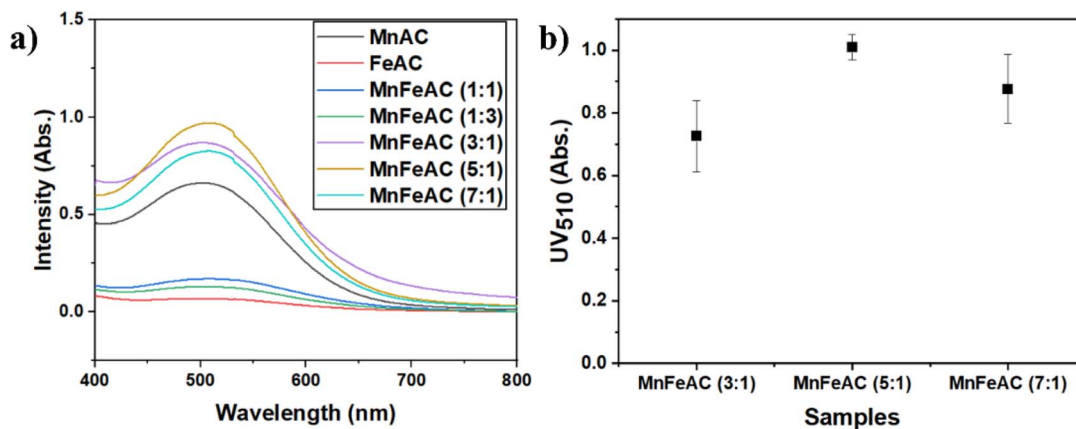 a)
1.5
1.0
0.5
0.0
Intensity (Abs.)
MnAC
FeAC
MnFeAC (1:1)
MnFeAC (1:3)
MnFeAC (3:1)
MnFeAC (5:1)
MnFeAC (7:1)
400 500 600 700 800
Wavelength (nm)
b)
1.0
0.8
0.6
0.4
0.2
0.0
UV510 (Abs.)
MnFeAC (3:1) MnFeAC (5:1) MnFeAC (7:1)
Samples